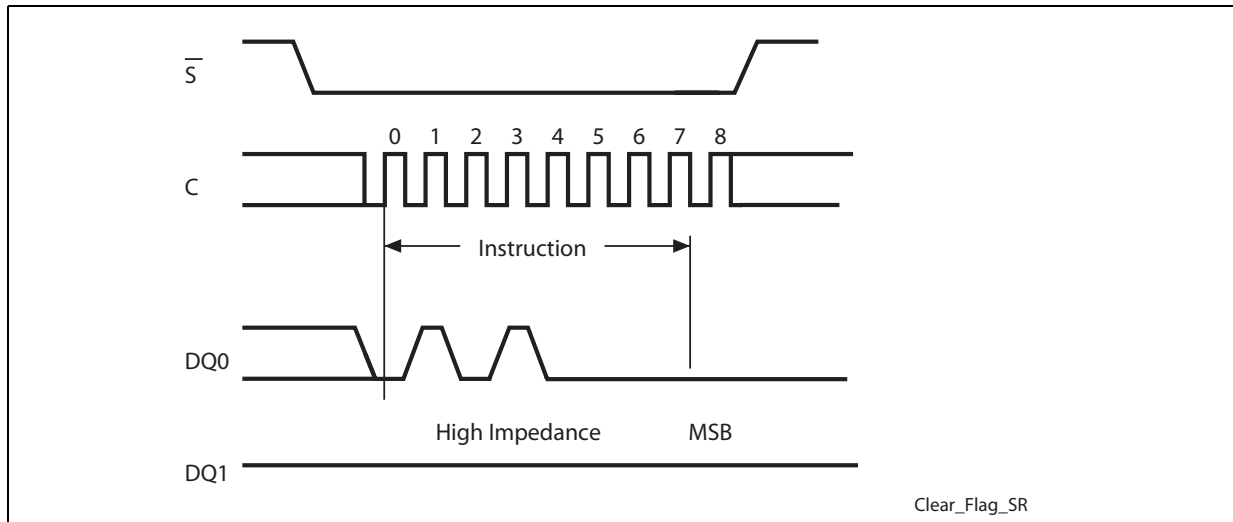 S
0 1 2 3 4 5 6 7 8
C
Instruction
DQ0
High Impedance MSB
DQ1
Clear_Flag_SR